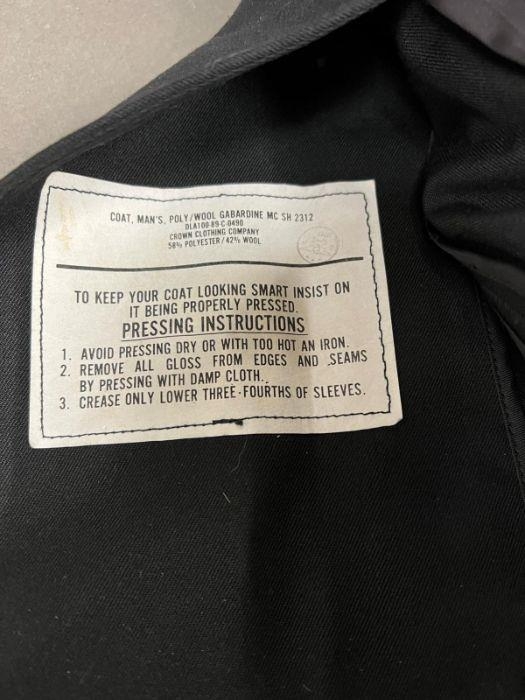 COAT, MAN'S, POLY/WOOL GABARDINE MC SH 2312
DLA100-89-C-0490
CROWN CLOTHING COMPANY
58% POLYESTER / 42% WOOL
TO KEEP YOUR COAT LOOKING SMART INSIST ON
IT BEING PROPERLY PRESSED.
PRESSING INSTRUCTIONS
1. AVOID PRESSING DRY OR WITH TOO HOT AN IRON.
2. REMOVE ALL GLOSS FROM EDGES AND SEAMS
BY PRESSING WITH DAMP CLOTH.
3. CREASE ONLY LOWER THREE-FOURTHS OF SLEEVES.